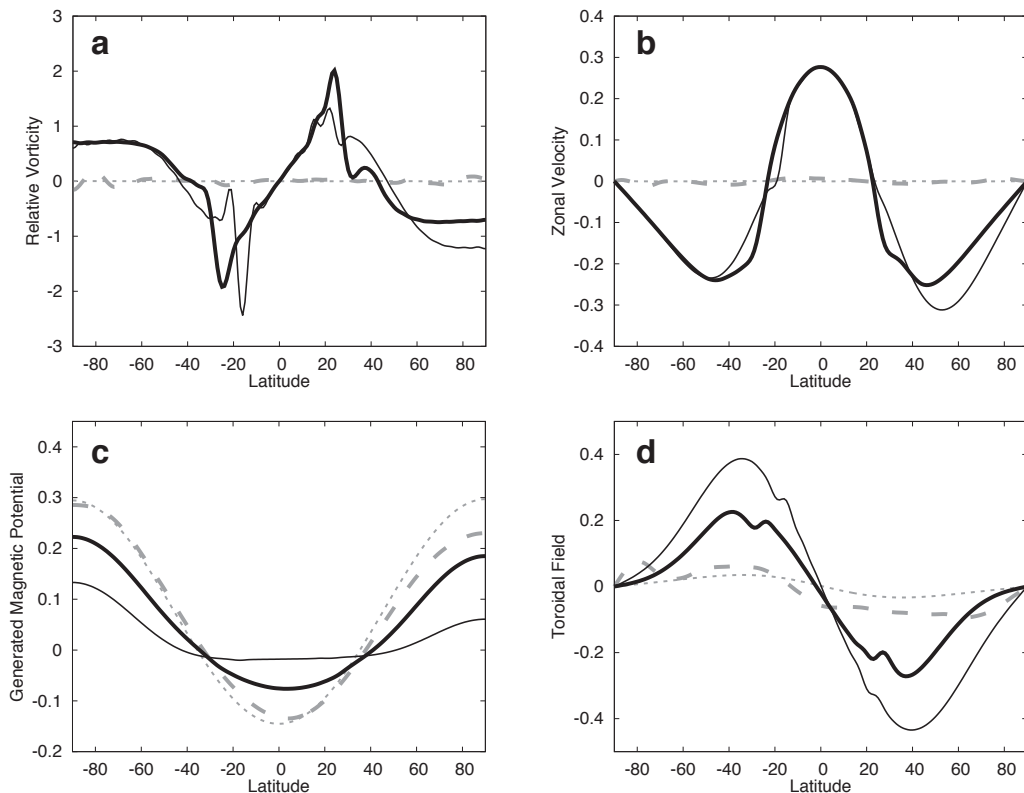 a
3
2
1
0
-1
-2
-3
Relative Vorticity
-80 -60 -40 -20 0 20 40 60 80
Latitude
b
0.4
0.3
0.2
0.1
0
-0.1
-0.2
-0.3
-0.4
Zonal Velocity
-80 -60 -40 -20 0 20 40 60 80
Latitude
c
0.4
0.3
0.2
0.1
0
-0.1
-0.2
Generated Magnetic Potential
-80 -60 -40 -20 0 20 40 60 80
Latitude
d
0.4
0.2
0
-0.2
-0.4
Toroidal Field
-80 -60 -40 -20 0 20 40 60 80
Latitude